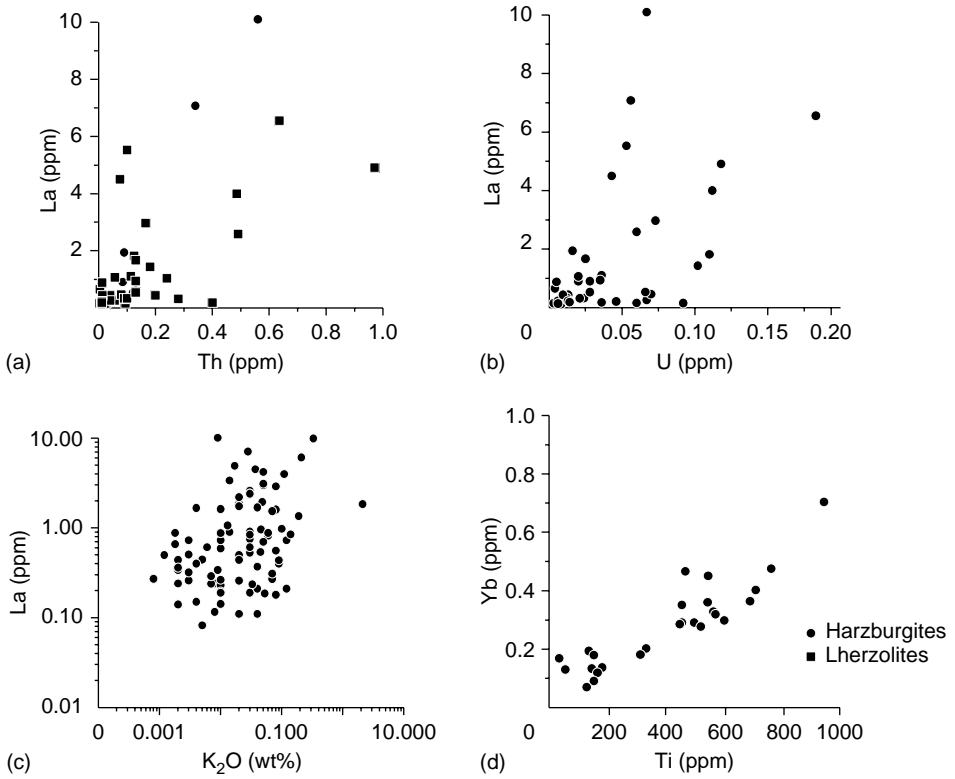 10
8
6
4
2
0
0.2
0.4
0.6
0.8
1.0
La (ppm)
Th (ppm)
(a)
10
8
6
4
2
0
0.05
0.10
0.15
0.20
La (ppm)
U (ppm)
(b)
10.00
1.00
0.10
0.01
0
0.001
0.100
10.000
La (ppm)
K2O (wt%)
(c)
1.0
0.8
0.6
0.4
0.2
0
200
400
600
800
1000
Yb (ppm)
Ti (ppm)
(d)
Harzburgites
Lherzolites